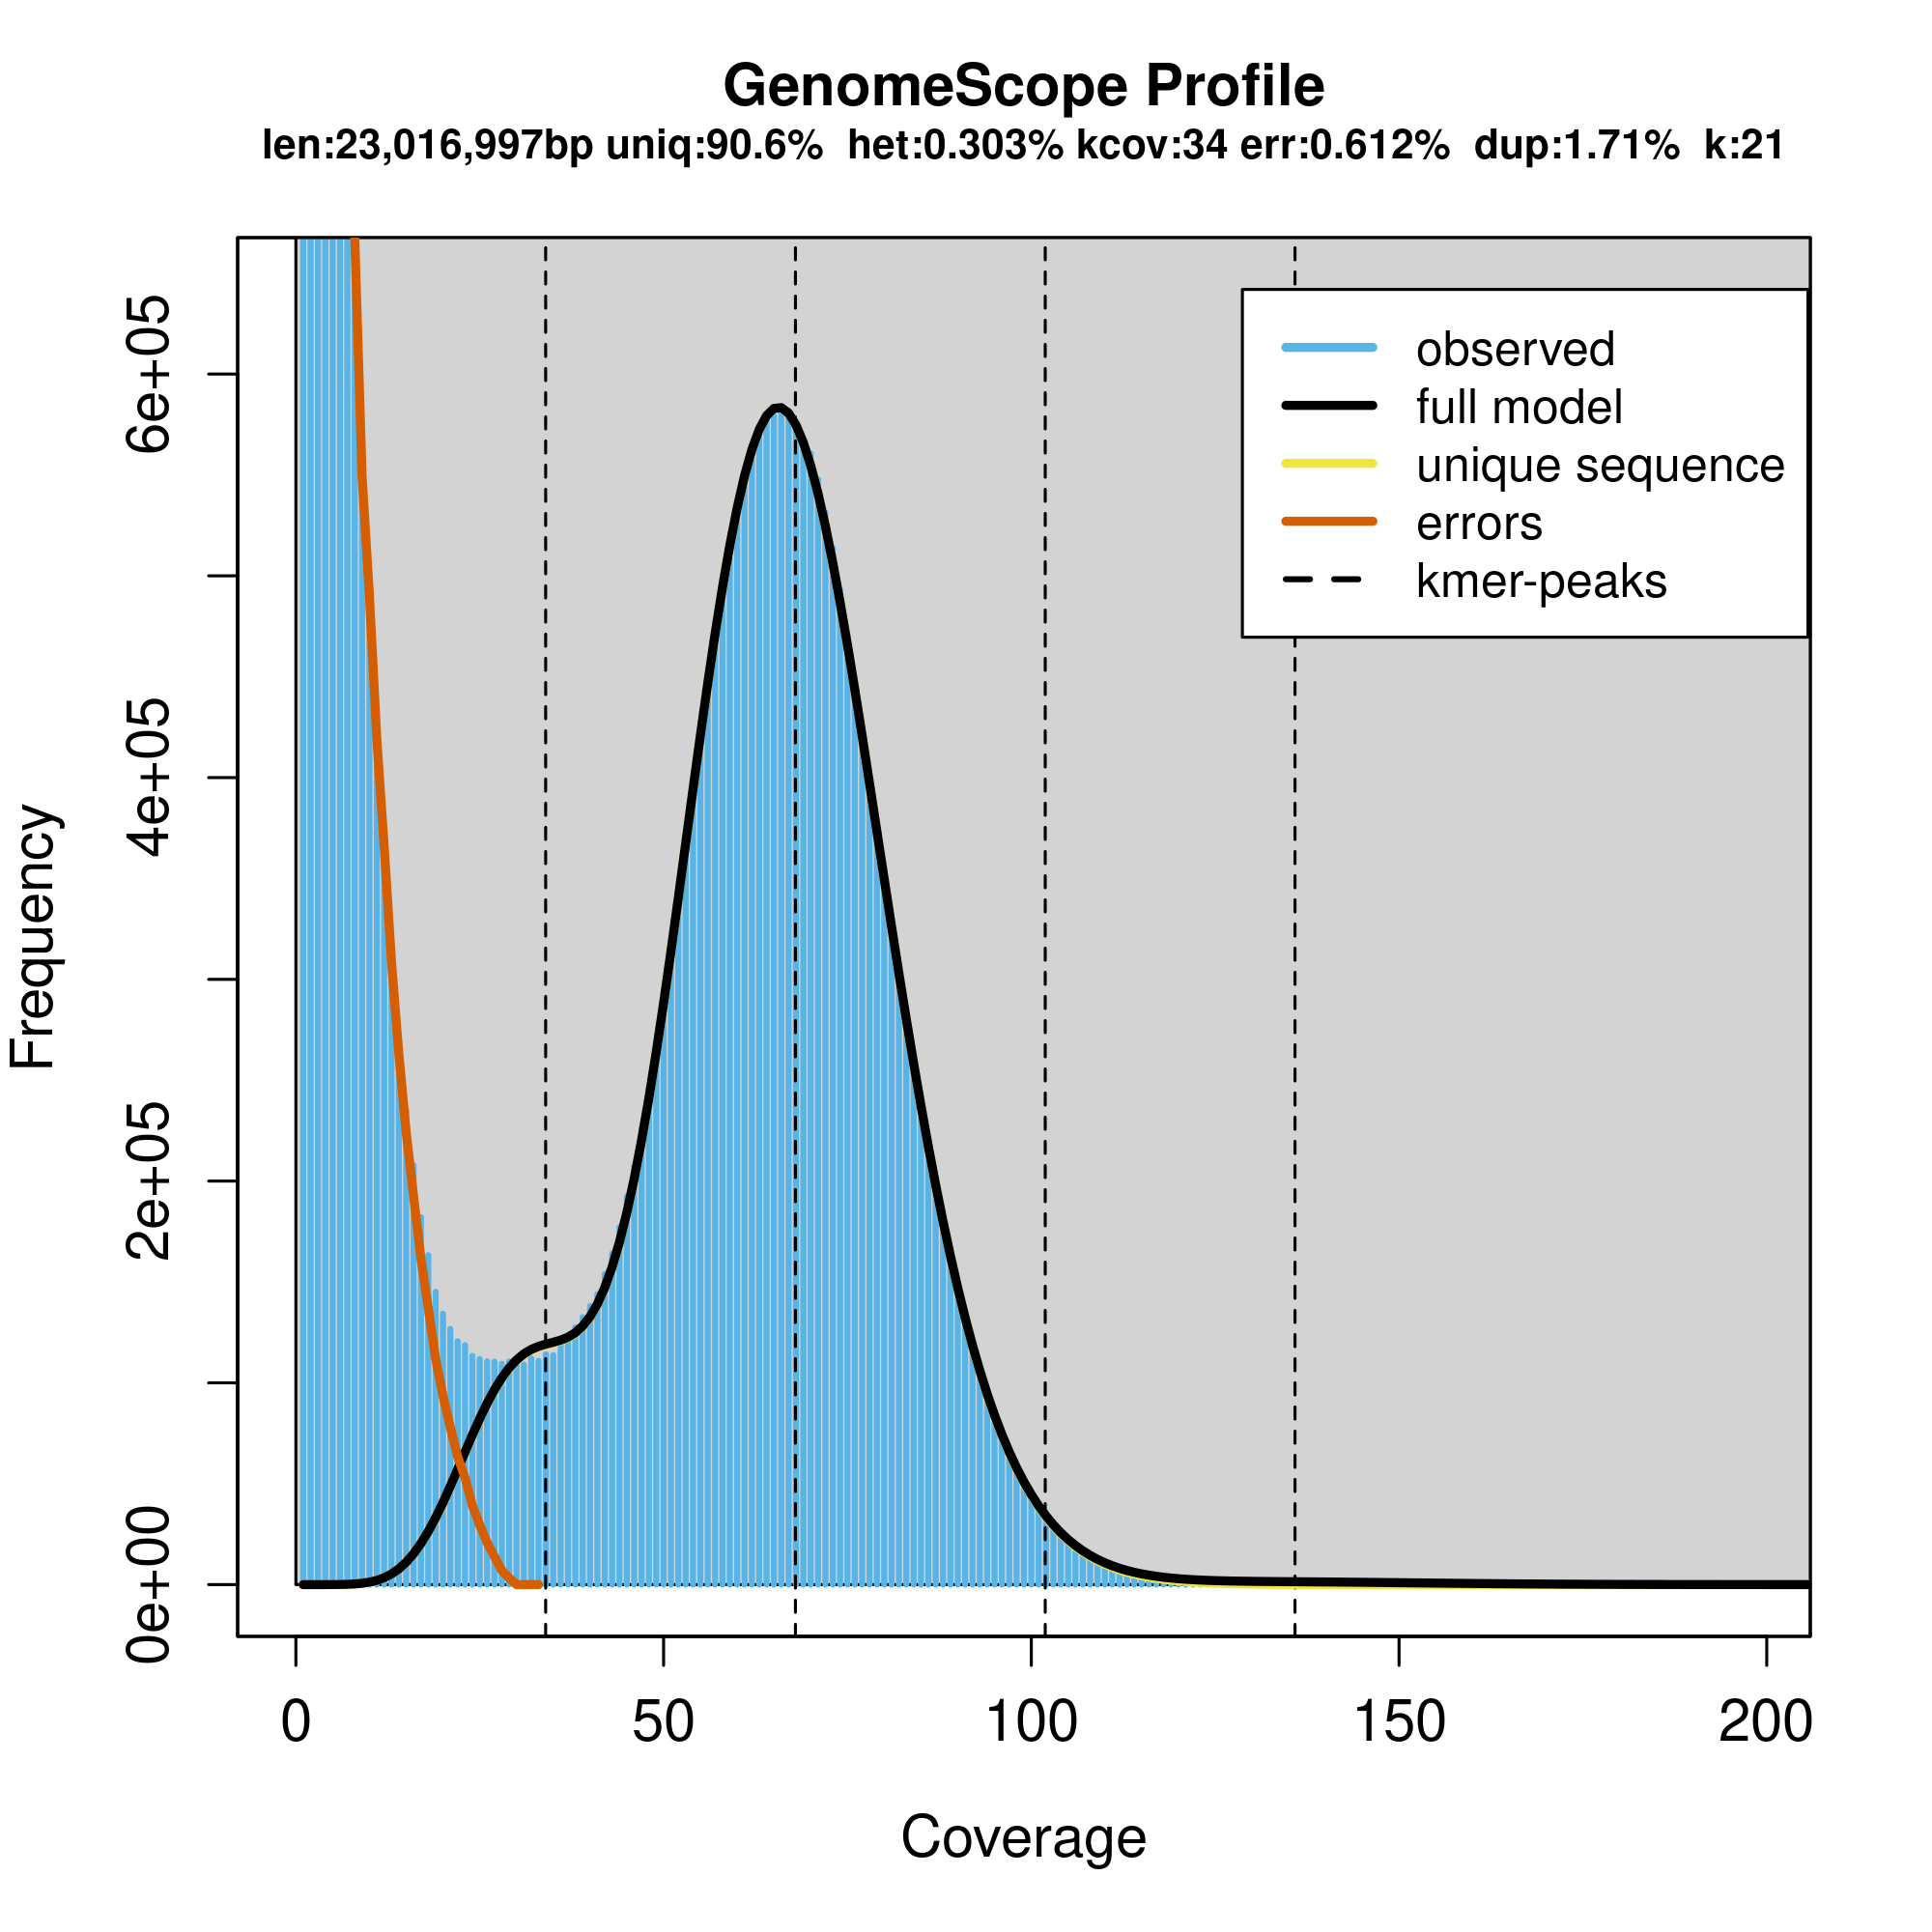 GenomeScope Profile
len:23,016,997bp uniq:90.6% het:0.303% kcov:34 err:0.612% dup:1.71% k:21
observed
full model
unique sequence
errors
kmer-peaks
Frequency
6e+05
4e+05
2e+05
0e+00
0 50 100 150 200
Coverage